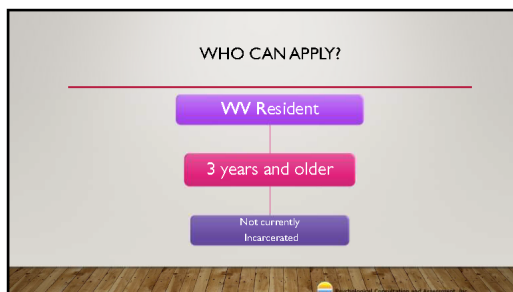 WHO CAN APPLY?
WV Resident
3 years and older
Not currently
Incarcerated